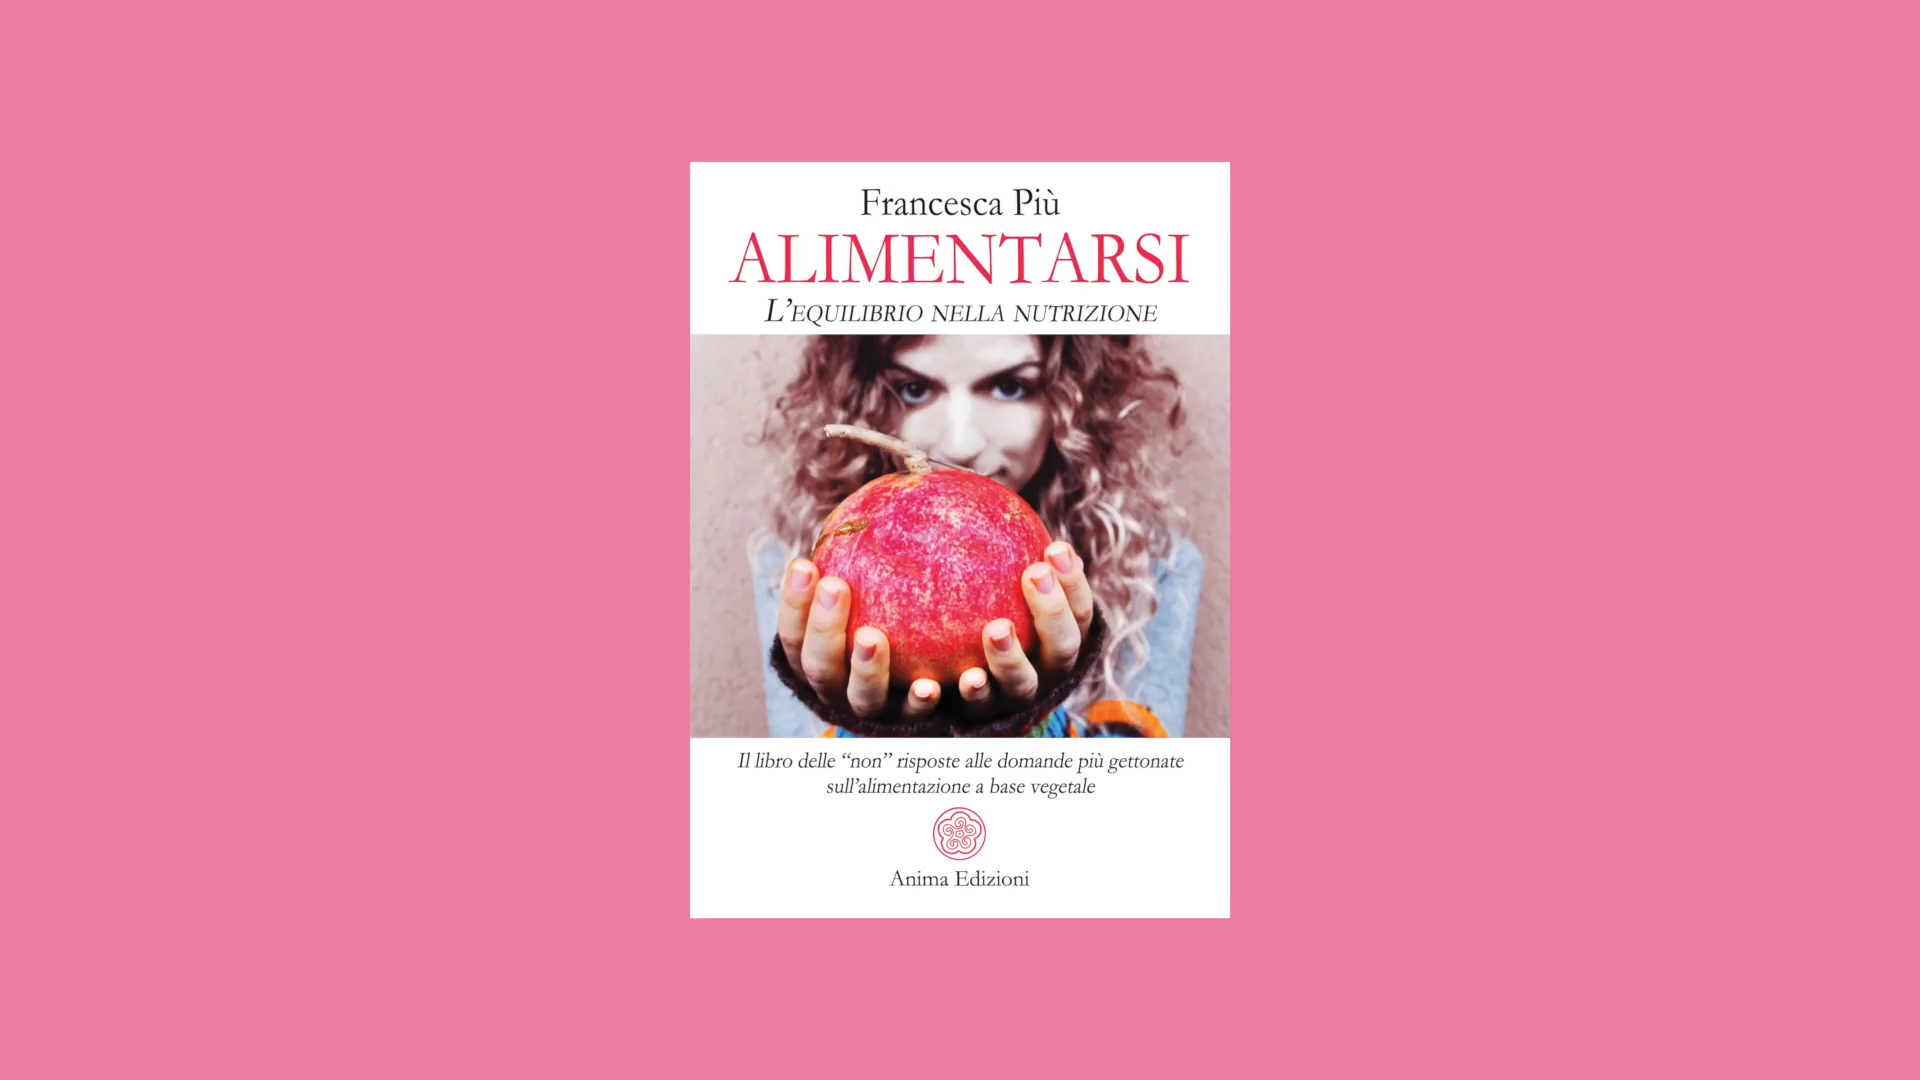 Francesca Più
ALIMENTARSI
L’EQUILIBRIO NELLA NUTRIZIONE
Il libro delle “non” risposte alle domande più gettonate
sull’alimentazione a base vegetale
Anima Edizioni